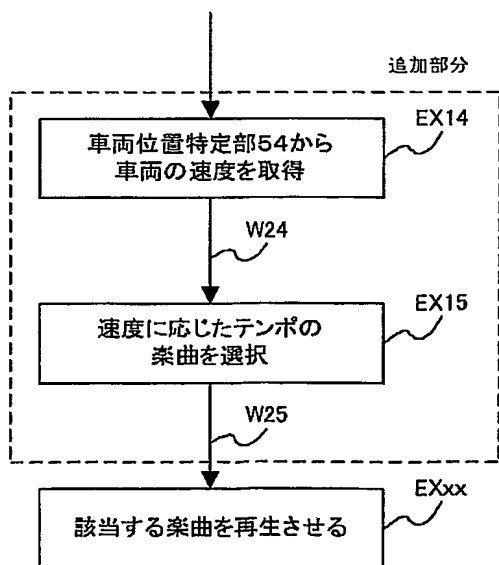 追加部分
EX14
車両位置特定部54から
車両の速度を取得
W24
EX15
速度に応じたテンポの
楽曲を選択
W25
EXxx
該当する楽曲を再生させる